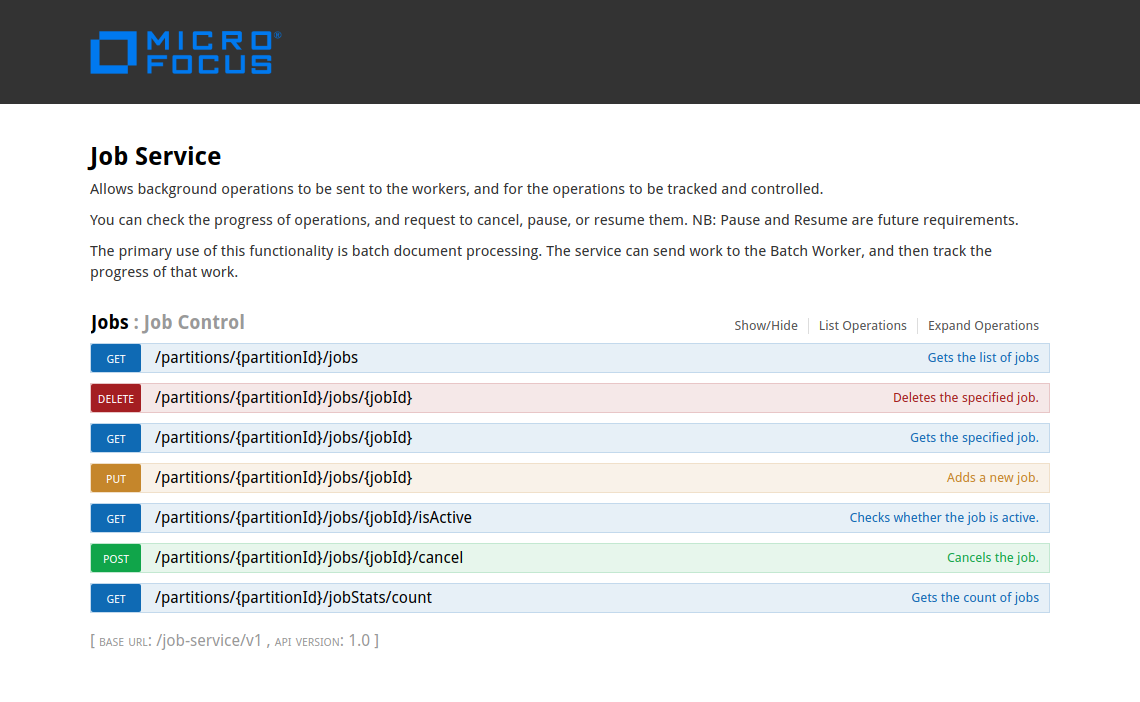 MICRO®
FOCUS
Job Service
Allows background operations to be sent to the workers, and for the operations to be tracked and controlled.
You can check the progress of operations, and request to cancel, pause, or resume them. NB: Pause and Resume are future requirements.
The primary use of this functionality is batch document processing. The service can send work to the Batch Worker, and then track the
progress of that work.
Jobs : Job Control Show/Hide List Operations Expand Operations
GET /partitions/{partitionId}/jobs Gets the list of jobs
DELETE /partitions/{partitionId}/jobs/{jobId} Deletes the specified job.
GET /partitions/{partitionId}/jobs/{jobId} Gets the specified job.
PUT /partitions/{partitionId}/jobs/{jobId} Adds a new job.
GET /partitions/{partitionId}/jobs/{jobId}/isActive Checks whether the job is active.
POST /partitions/{partitionId}/jobs/{jobId}/cancel Cancels the job.
GET /partitions/{partitionId}/jobStats/count Gets the count of jobs
[ BASE URL: /job-service/v1 , API VERSION: 1.0 ]